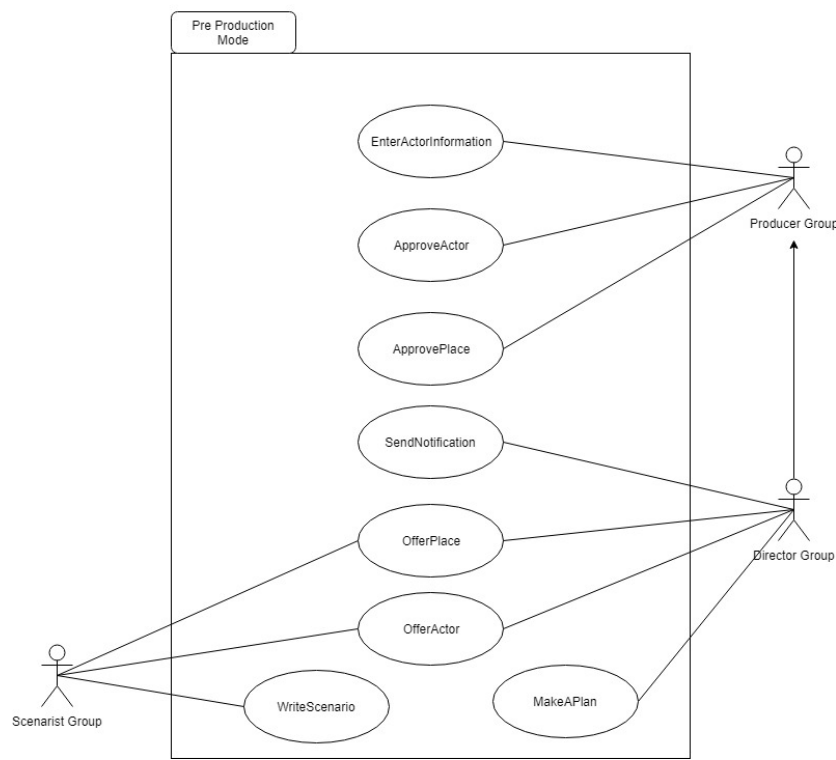 Pre Production
Mode
EnterActorInformation
Producer Group
ApproveActor
ApprovePlace
SendNotification
OfferPlace
Director Group
OfferActor
WriteScenario
MakeAPlan
Scenarist Group